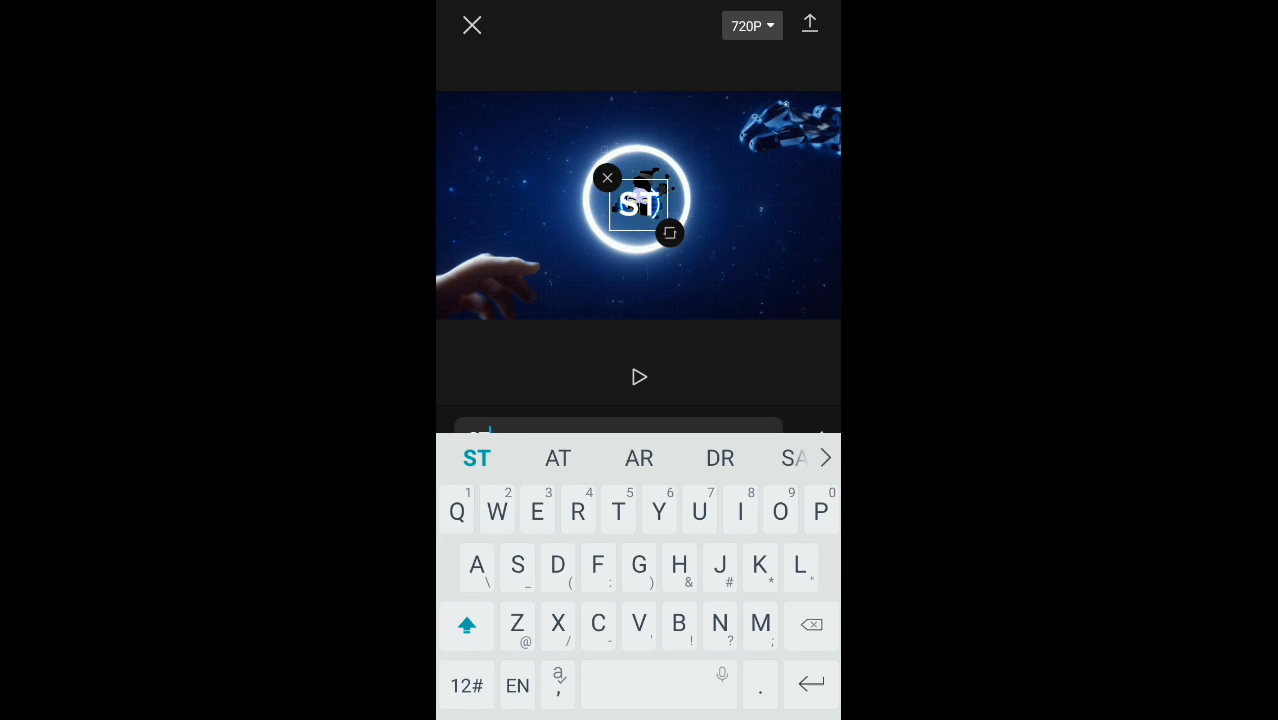 720P
ST
ST
ST AT AR DR SA
1 2 3 4 5 6 7 8 9 0
Q W E R T Y U I O P
A S D F G H J K L
\ _ ( : ) & # * "
Z X C V B N M
@ / - ' ! ? ;
12# EN a , .